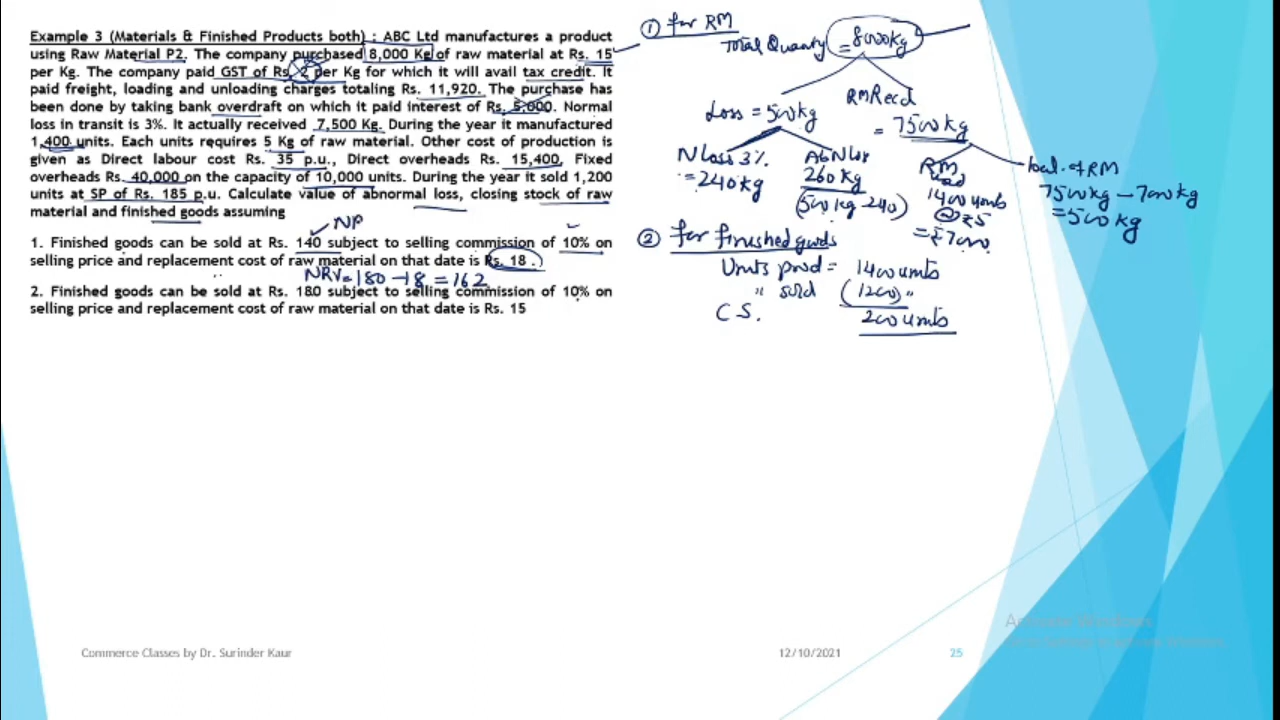 Example 3 (Materials & Finished Products both) : ABC Ltd manufactures a product
using Raw Material P2. The company purchased 8,000 Kg of raw material at Rs. 15
per Kg. The company paid GST of Rs. 2 per Kg for which it will avail tax credit. It
paid freight, loading and unloading charges totaling Rs. 11,920. The purchase has
been done by taking bank overdraft on which it paid interest of Rs. 5,000. Normal
loss in transit is 3%. It actually received 7,500 Kg. During the year it manufactured
1,400 units. Each units requires 5 Kg of raw material. Other cost of production is
given as Direct labour cost Rs. 35 p.u., Direct overheads Rs. 15,400, Fixed
overheads Rs. 40,000 on the capacity of 10,000 units. During the year it sold 1,200
units at SP of Rs. 185 p.u. Calculate value of abnormal loss, closing stock of raw
material and finished goods assuming
NP
1. Finished goods can be sold at Rs. 140 subject to selling commission of 10% on
selling price and replacement cost of raw material on that date is Rs. 18 .
NRV = 180 - 18 = 162
2. Finished goods can be sold at Rs. 180 subject to selling commission of 10% on
selling price and replacement cost of raw material on that date is Rs. 15
① for RM
Total Quantity = 8000kg
Loss = 500kg
RM Recd
= 7500 kg
N Loss 3%
= 240 kg
Ab N Loss
260 kg
(500 kg - 240)
RM
used
1400 units
@ ₹5
= ₹7000
bal. of RM
7500kg - 7000kg
= 500 kg
② for finished goods
Units prod = 1400 units
" sold (1200) "
C S. 200 units
Commerce Classes by Dr. Surinder Kaur
12/10/2021
25
Activate Windows